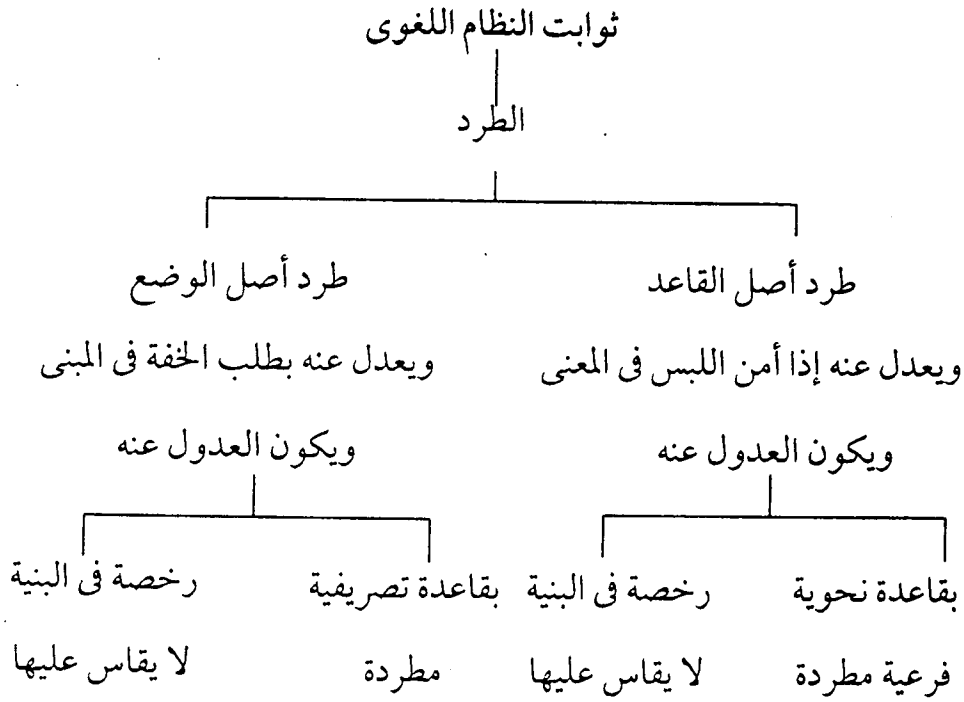 ثوابت النظام اللغوى
الطرد
طرد أصل القاعد
طرد أصل الوضع
ويعدل عنه إذا أمن اللبس فى المعنى
ويعدل عنه بطلب الخفة فى المبنى
ويكون العدول عنه
ويكون العدول عنه
بقاعدة نحوية
رخصة فى البنية
بقاعدة تصريفية
رخصة فى البنية
فرعية مطردة
لا يقاس عليها
مطردة
لا يقاس عليها